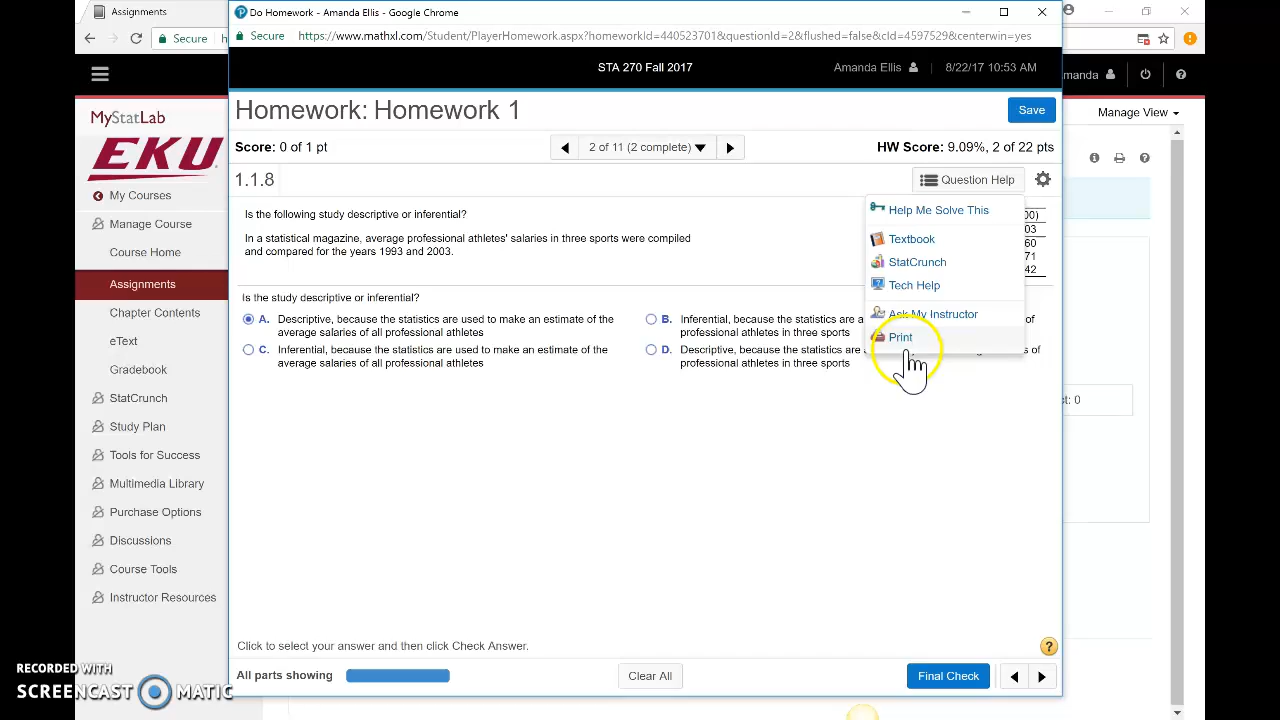 Assignments
Do Homework - Amanda Ellis - Google Chrome
Secure
Secure https://www.mathxl.com/Student/PlayerHomework.aspx?homeworkId=440523701&questionId=2&flushed=false&cId=4597529&centerwin=yes
STA 270 Fall 2017
Amanda Ellis
8/22/17 10:53 AM
manda
MyStatLab
EKU
Manage View
My Courses
Manage Course
Course Home
Assignments
Chapter Contents
eText
Gradebook
StatCrunch
Study Plan
Tools for Success
Multimedia Library
Purchase Options
Discussions
Course Tools
Instructor Resources
Homework: Homework 1
Save
Score: 0 of 1 pt
2 of 11 (2 complete)
HW Score: 9.09%, 2 of 22 pts
1.1.8
Question Help
Help Me Solve This
Textbook
StatCrunch
Tech Help
Ask My Instructor
Print
00)
03
60
71
42
Is the following study descriptive or inferential?
In a statistical magazine, average professional athletes' salaries in three sports were compiled
and compared for the years 1993 and 2003.
Is the study descriptive or inferential?
A. Descriptive, because the statistics are used to make an estimate of the
average salaries of all professional athletes
B. Inferential, because the statistics are a
s of
professional athletes in three sports
C. Inferential, because the statistics are used to make an estimate of the
average salaries of all professional athletes
D. Descriptive, because the statistics are
s of
professional athletes in three sports
t: 0
Click to select your answer and then click Check Answer.
?
All parts showing
Clear All
Final Check
RECORDED WITH
SCREENCAST MATIC